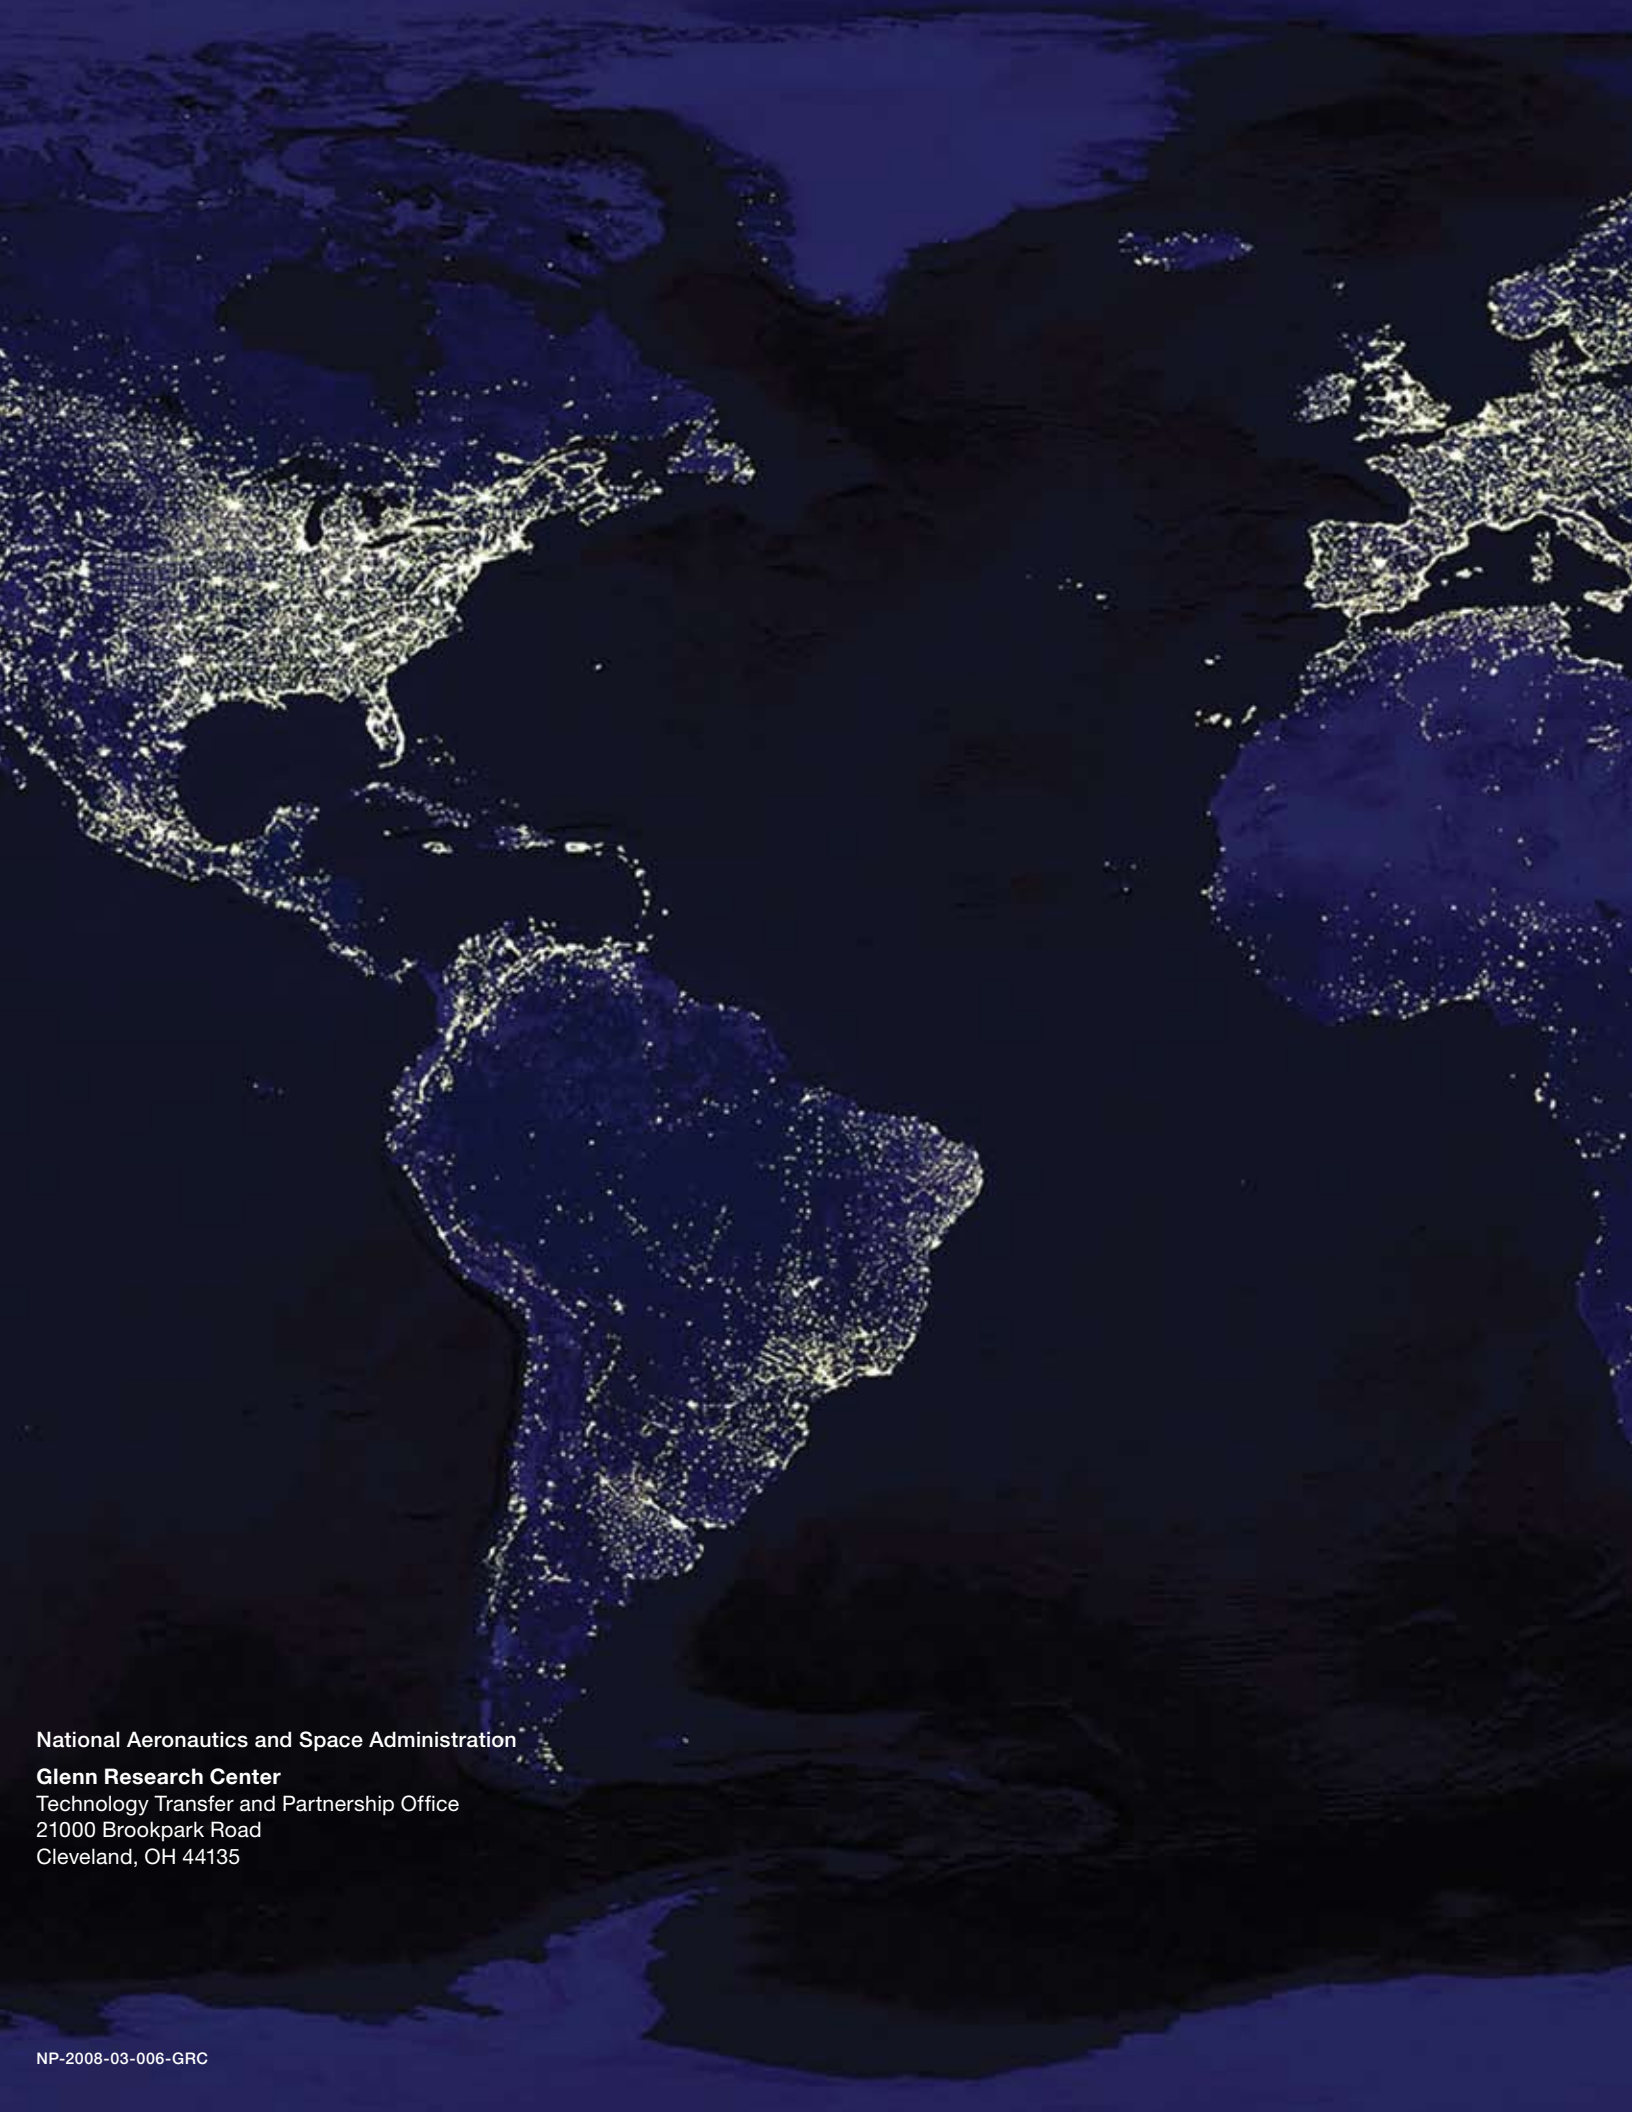 National Aeronautics and Space Administration
Glenn Research Center
Technology Transfer and Partnership Office
21000 Brookpark Road
Cleveland, OH 44135
NP-2008-03-006-GRC